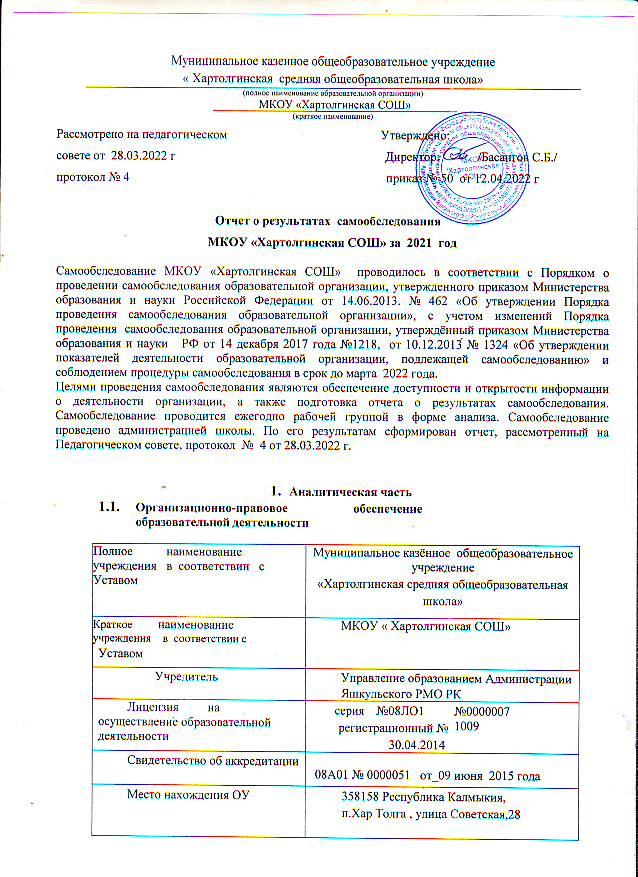 Муниципальное казенное общеобразовательное учреждение
« Хартолгинская средняя общеобразовательная школа»
(полное наименование образовательной организации)
МКОУ «Хартолгинская СОШ»
(краткое наименование)
Рассмотрено на педагогическом Утверждено:
совете от 28.03.2022 г Директор: /Басангов С.Б./
протокол № 4 приказ № 50 от 12.04.2022 г
Отчет о результатах самообследования
МКОУ «Хартолгинская СОШ» за 2021 год
Самообследование МКОУ «Хартолгинская СОШ» проводилось в соответствии с Порядком о
проведении самообследования образовательной организации, утвержденного приказом Министерства
образования и науки Российской Федерации от 14.06.2013. № 462 «Об утверждении Порядка
проведения самообследования образовательной организации», с учетом изменений Порядка
проведения самообследования образовательной организации, утверждённый приказом Министерства
образования и науки РФ от 14 декабря 2017 года №1218, от 10.12.2013 № 1324 «Об утверждении
показателей деятельности образовательной организации, подлежащей самообследованию» и
соблюдением процедуры самообследования в срок до марта 2022 года.
Целями проведения самообследования являются обеспечение доступности и открытости информации
о деятельности организации, а также подготовка отчета о результатах самообследования.
Самообследование проводится ежегодно рабочей группой в форме анализа. Самообследование
проведено администрацией школы. По его результатам сформирован отчет, рассмотренный на
Педагогическом совете, протокол № 4 от 28.03.2022 г.
1. Аналитическая часть
1.1. Организационно-правовое обеспечение
образовательной деятельности
Полное наименование
учреждения в соответствии с
Уставом
Муниципальное казённое общеобразовательное
учреждение
«Хартолгинская средняя общеобразовательная
школа»
Краткое наименование
учреждения в соответствии с
Уставом
МКОУ « Хартолгинская СОШ»
Учредитель
Управление образованием Администрации
Яшкульского РМО РК
Лицензия на
осуществление образовательной
деятельности
серия №08ЛО1 №0000007
регистрационный № 1009
30.04.2014
Свидетельство об аккредитации
08А01 № 0000051 от_09 июня 2015 года
Место нахождения ОУ
358158 Республика Калмыкия,
п.Хар Толга , улица Советская,28